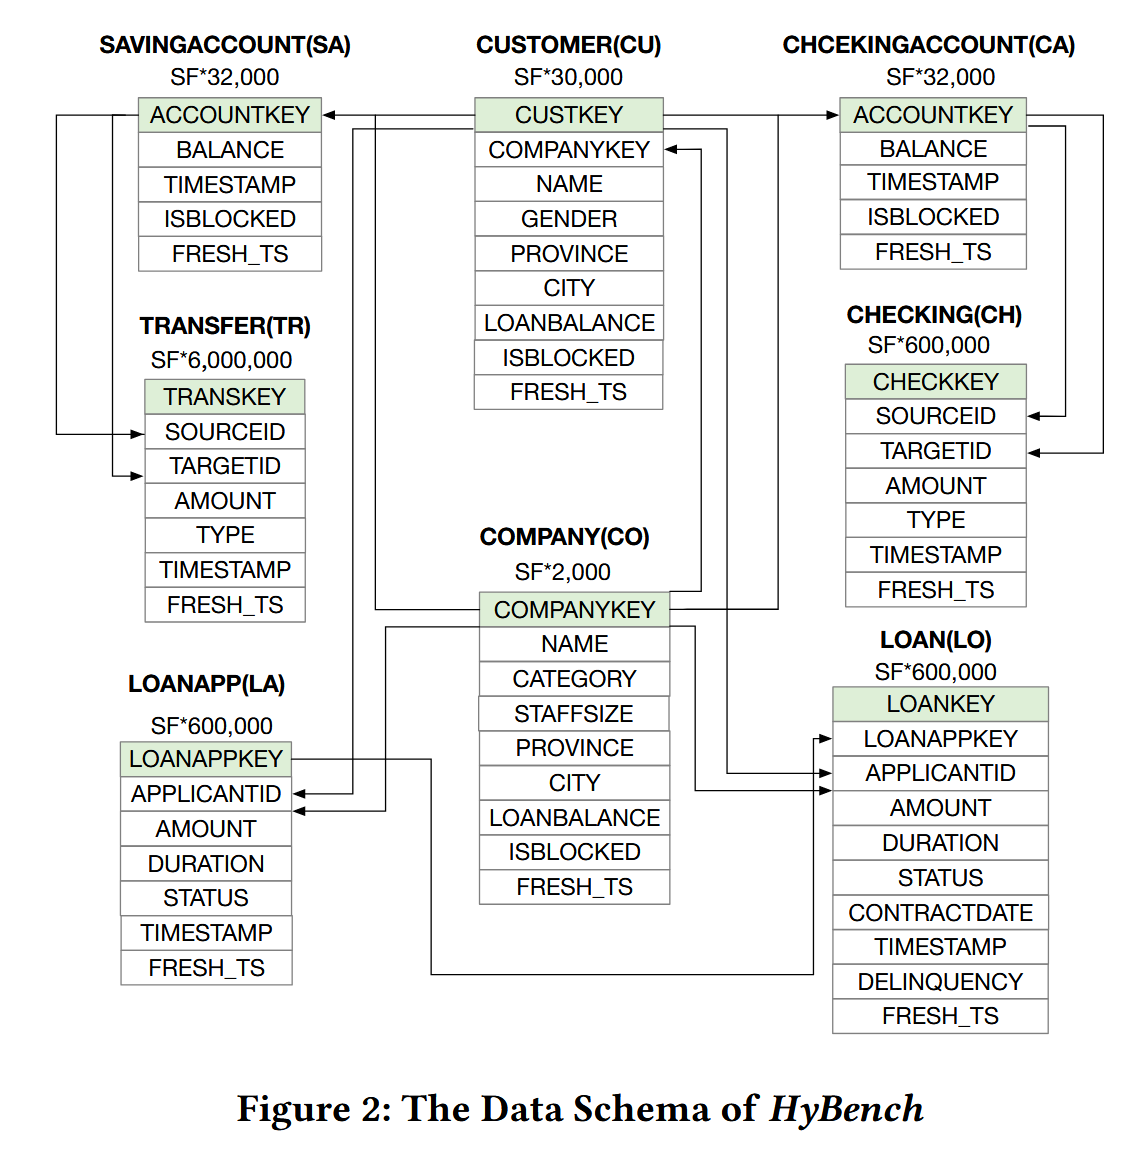 SAVINGACCOUNT(SA)
SF*32,000
ACCOUNTKEY
BALANCE
TIMESTAMP
ISBLOCKED
FRESH_TS
CUSTOMER(CU)
SF*30,000
CUSTKEY
COMPANYKEY
NAME
GENDER
PROVINCE
CITY
LOANBALANCE
ISBLOCKED
FRESH_TS
CHCEKINGACCOUNT(CA)
SF*32,000
ACCOUNTKEY
BALANCE
TIMESTAMP
ISBLOCKED
FRESH_TS
TRANSFER(TR)
SF*6,000,000
TRANSKEY
SOURCEID
TARGETID
AMOUNT
TYPE
TIMESTAMP
FRESH_TS
CHECKING(CH)
SF*600,000
CHECKKEY
SOURCEID
TARGETID
AMOUNT
TYPE
TIMESTAMP
FRESH_TS
COMPANY(CO)
SF*2,000
COMPANYKEY
NAME
CATEGORY
STAFFSIZE
PROVINCE
CITY
LOANBALANCE
ISBLOCKED
FRESH_TS
LOANAPP(LA)
SF*600,000
LOANAPPKEY
APPLICANTID
AMOUNT
DURATION
STATUS
TIMESTAMP
FRESH_TS
LOAN(LO)
SF*600,000
LOANKEY
LOANAPPKEY
APPLICANTID
AMOUNT
DURATION
STATUS
CONTRACTDATE
TIMESTAMP
DELINQUENCY
FRESH_TS
Figure 2: The Data Schema of HyBench